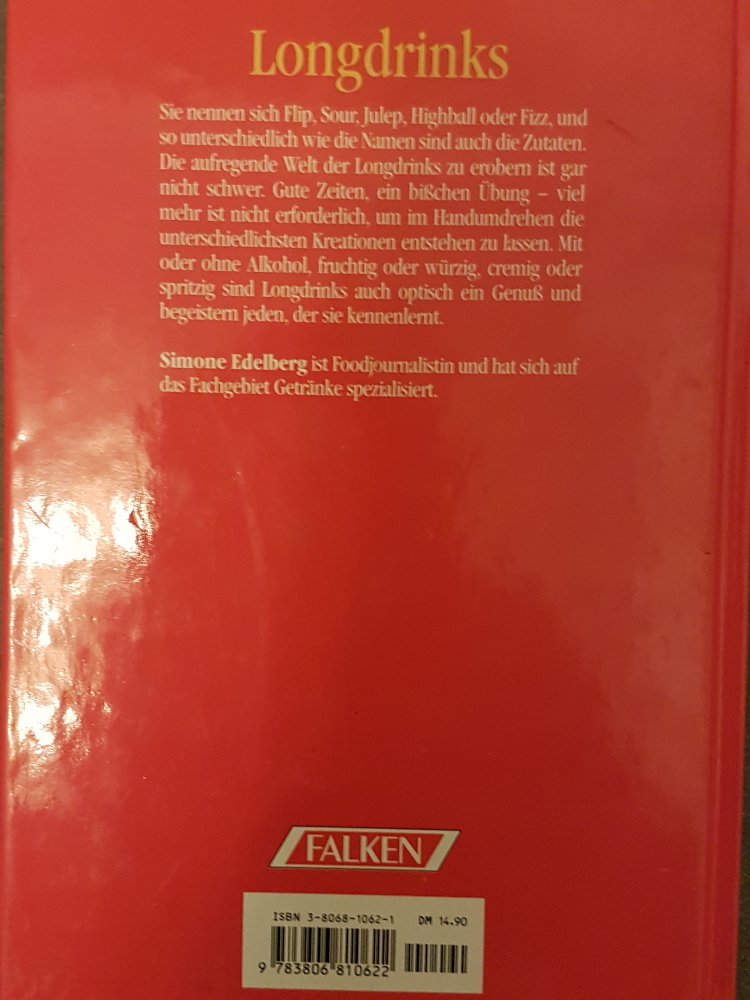 Longdrinks
Sie nennen sich Flip, Sour, Julep, Highball oder Fizz, und
so unterschiedlich wie die Namen sind auch die Zutaten.
Die aufregende Welt der Longdrinks zu erobern ist gar
nicht schwer. Gute Zeiten, ein bißchen Übung – viel
mehr ist nicht erforderlich, um im Handumdrehen die
unterschiedlichsten Kreationen entstehen zu lassen. Mit
oder ohne Alkohol, fruchtig oder würzig, cremig oder
spritzig sind Longdrinks auch optisch ein Genuß und
begeistern jeden, der sie kennenlernt.
Simone Edelberg ist Foodjournalistin und hat sich auf
das Fachgebiet Getränke spezialisiert.
FALKEN
ISBN 3-8068-1062-1 DM 14.90
9 783806 810622